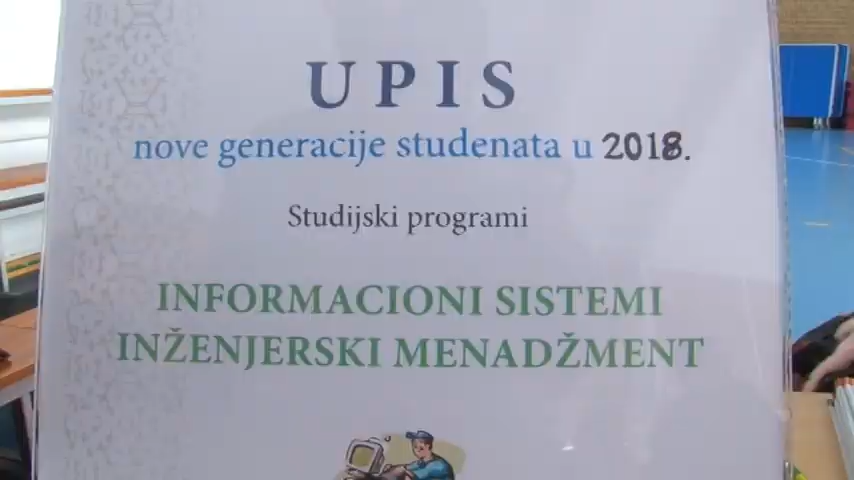 UPIS
nove generacije studenata u 2018.
Studijski programi
INFORMACIONI SISTEMI
INŽENJERSKI MENADŽMENT